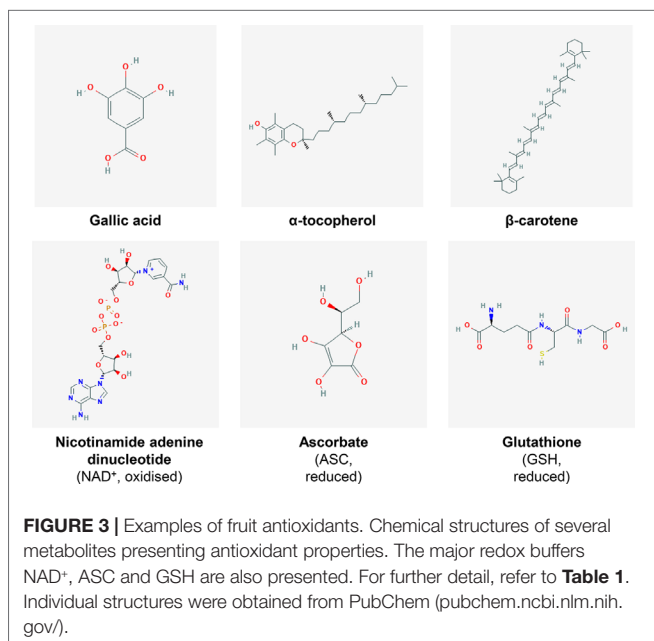 Gallic acid
α-tocopherol
β-carotene
Nicotinamide adenine
dinucleotide
(NAD⁺, oxidised)
Ascorbate
(ASC,
reduced)
Glutathione
(GSH,
reduced)
FIGURE 3 | Examples of fruit antioxidants. Chemical structures of several
metabolites presenting antioxidant properties. The major redox buffers
NAD⁺, ASC and GSH are also presented. For further detail, refer to Table 1.
Individual structures were obtained from PubChem (pubchem.ncbi.nlm.nih.
gov/).